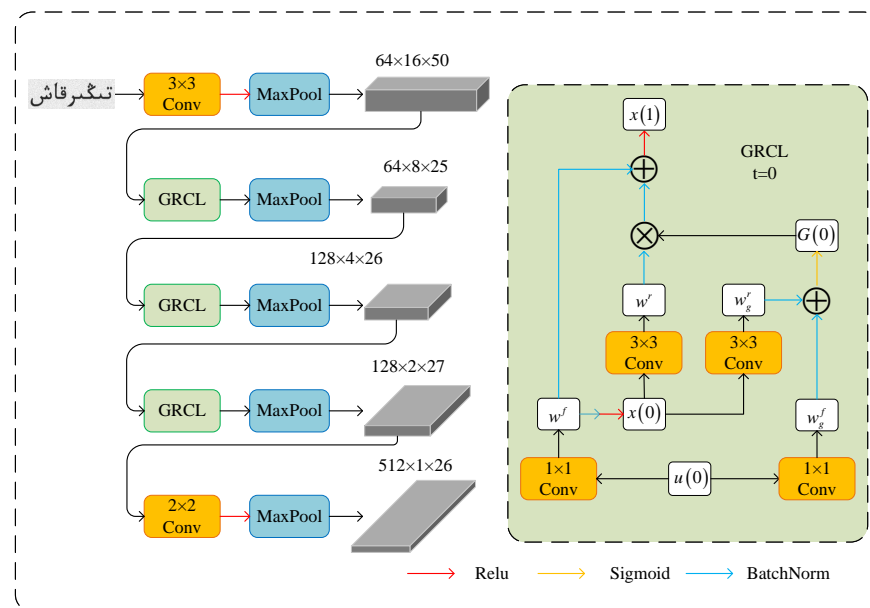 64×16×50
تىڭىرقاش
3×3
Conv
MaxPool
64×8×25
GRCL
MaxPool
128×4×26
GRCL
MaxPool
128×2×27
GRCL
MaxPool
512×1×26
2×2
Conv
MaxPool
x(1)
GRCL
t=0
G(0)
w^r
w_g^r
3×3
Conv
3×3
Conv
w^f
x(0)
w_g^f
1×1
Conv
u(0)
1×1
Conv
Relu
Sigmoid
BatchNorm